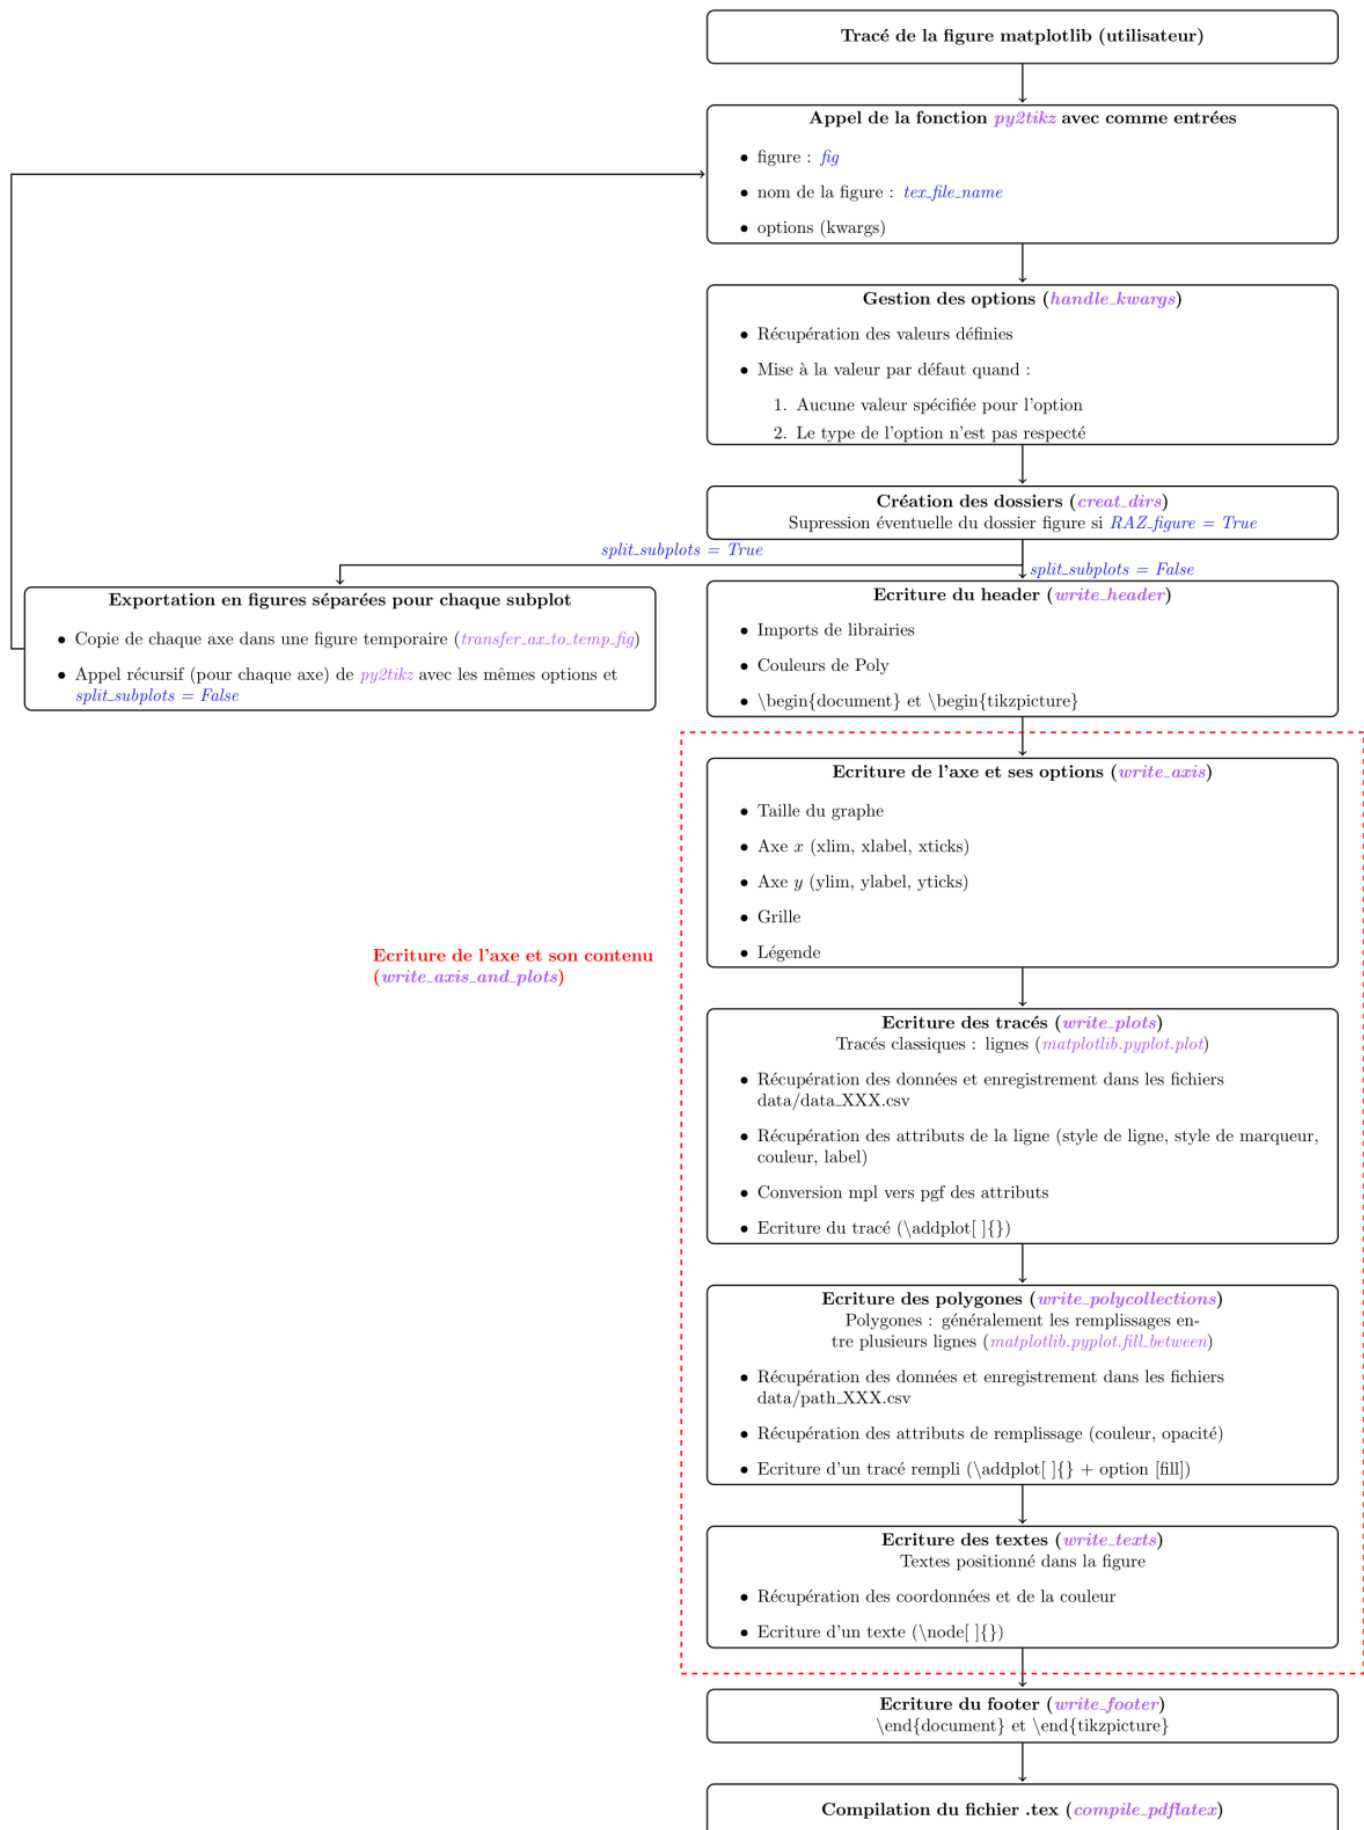 Tracé de la figure matplotlib (utilisateur)
Appel de la fonction py2tikz avec comme entrées
• figure : fig
• nom de la figure : tex_file_name
• options (kwargs)
Gestion des options (handle_kwargs)
• Récupération des valeurs définies
• Mise à la valeur par défaut quand :
1. Aucune valeur spécifiée pour l'option
2. Le type de l'option n'est pas respecté
Création des dossiers (creat_dirs)
Supression éventuelle du dossier figure si RAZ_figure = True
split_subplots = True
split_subplots = False
Exportation en figures séparées pour chaque subplot
• Copie de chaque axe dans une figure temporaire (transfer_ax_to_temp_fig)
• Appel récursif (pour chaque axe) de py2tikz avec les mêmes options et
split_subplots = False
Ecriture du header (write_header)
• Imports de librairies
• Couleurs de Poly
• \begin{document} et \begin{tikzpicture}
Ecriture de l'axe et son contenu
(write_axis_and_plots)
Ecriture de l'axe et ses options (write_axis)
• Taille du graphe
• Axe x (xlim, xlabel, xticks)
• Axe y (ylim, ylabel, yticks)
• Grille
• Légende
Ecriture des tracés (write_plots)
Tracés classiques : lignes (matplotlib.pyplot.plot)
• Récupération des données et enregistrement dans les fichiers
data/data_XXX.csv
• Récupération des attributs de la ligne (style de ligne, style de marqueur,
couleur, label)
• Conversion mpl vers pgf des attributs
• Ecriture du tracé (\addplot[ ]{})
Ecriture des polygones (write_polycollections)
Polygones : généralement les remplissages en-
tre plusieurs lignes (matplotlib.pyplot.fill_between)
• Récupération des données et enregistrement dans les fichiers
data/path_XXX.csv
• Récupération des attributs de remplissage (couleur, opacité)
• Ecriture d'un tracé rempli (\addplot[ ]{} + option [fill])
Ecriture des textes (write_texts)
Textes positionné dans la figure
• Récupération des coordonnées et de la couleur
• Ecriture d'un texte (\node[ ]{})
Ecriture du footer (write_footer)
\end{document} et \end{tikzpicture}
Compilation du fichier .tex (compile_pdflatex)